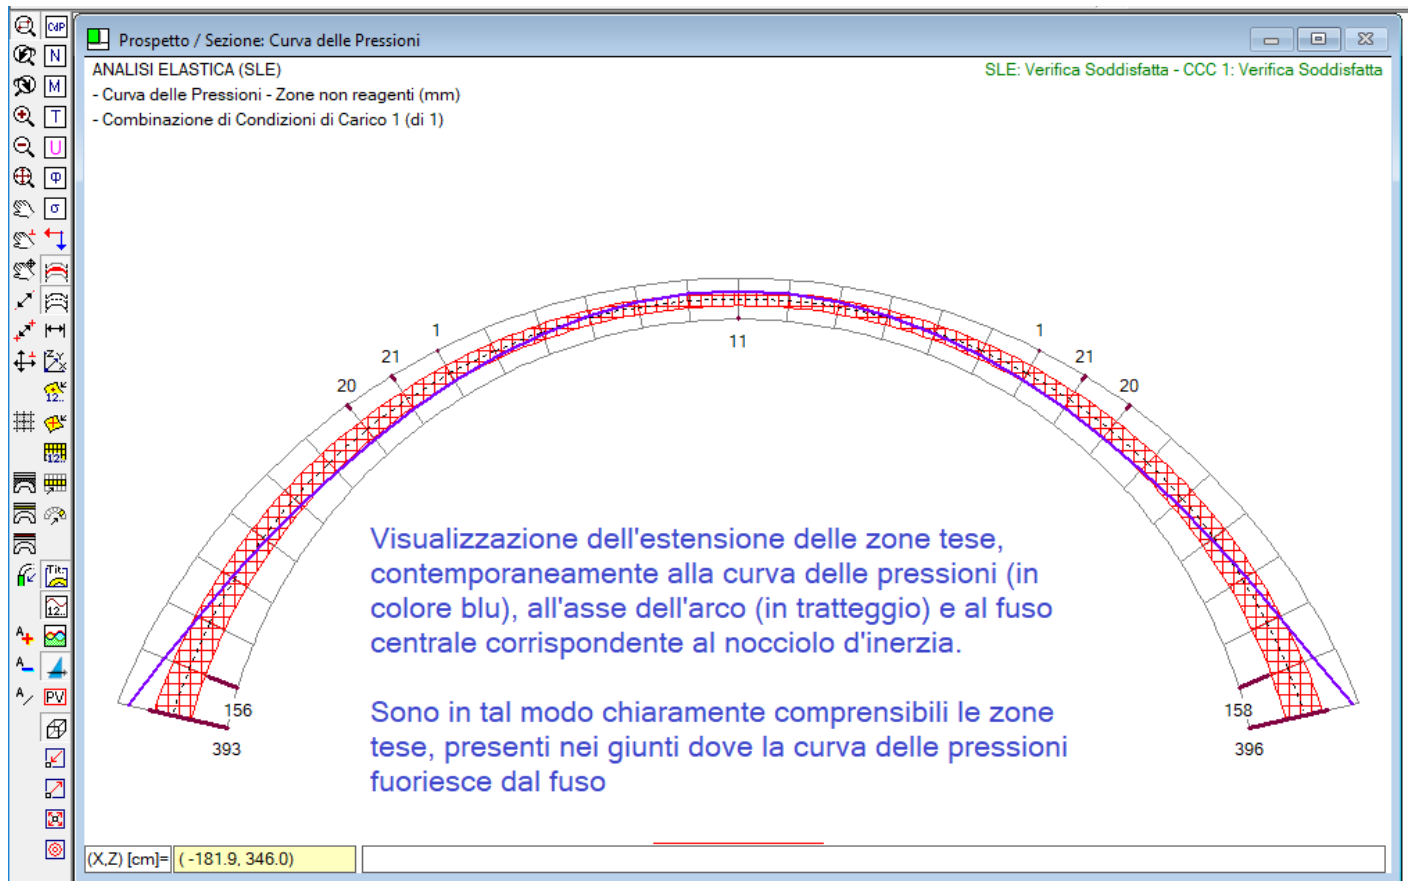 Prospetto / Sezione: Curva delle Pressioni
ANALISI ELASTICA (SLE)
SLE: Verifica Soddisfatta - CCC 1: Verifica Soddisfatta
- Curva delle Pressioni - Zone non reagenti (mm)
- Combinazione di Condizioni di Carico 1 (di 1)
CdP
N
M
T
U
φ
σ
Z Y
X
12..
12..
Tit:
12..
A
A
A
PV
1
1
11
21
21
20
20
Visualizzazione dell'estensione delle zone tese,
contemporaneamente alla curva delle pressioni (in
colore blu), all'asse dell'arco (in tratteggio) e al fuso
centrale corrispondente al nocciolo d'inerzia.
Sono in tal modo chiaramente comprensibili le zone
tese, presenti nei giunti dove la curva delle pressioni
fuoriesce dal fuso
156
158
393
396
(X,Z) [cm]=
( -181.9, 346.0)